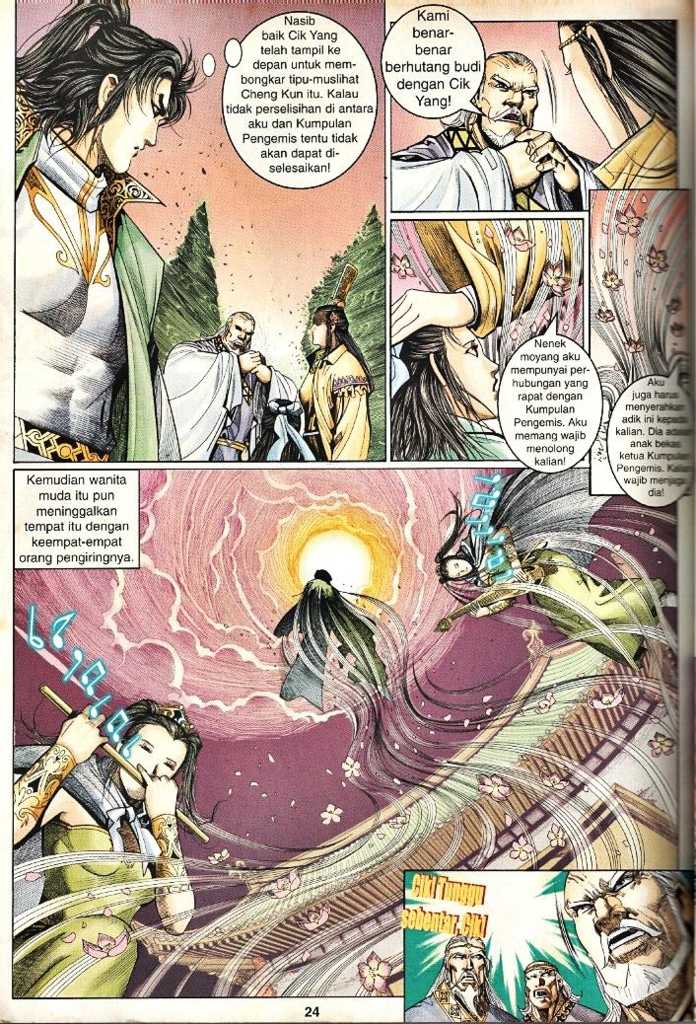 Nasib
baik Cik Yang
telah tampil ke
depan untuk mem-
bongkar tipu-muslihat
Cheng Kun itu. Kalau
tidak perselisihan di antara
aku dan Kumpulan
Pengemis tentu tidak
akan dapat di-
selesaikan!
Kami
benar-
benar
berhutang budi
dengan Cik
Yang!
Nenek
moyang aku
mempunyai per-
hubungan yang
rapat dengan
Kumpulan
Pengemis. Aku
memang wajib
menolong
kalian!
Aku
juga harus
menyerahkan
adik ini kepada
kalian. Dia adalah
anak bekas
ketua Kumpulan
Pengemis. Kalian
wajib menjaga
dia!
Kemudian wanita
muda itu pun
meninggalkan
tempat itu dengan
keempat-empat
orang pengiringnya.
Cik! Tunggu
sebentar, Cik!
24